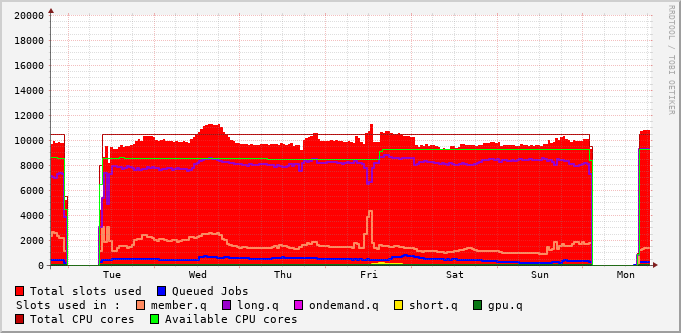 RRDTOOL / TOBI OETIKER
20000
18000
16000
14000
12000
10000
8000
6000
4000
2000
0
Tue Wed Thu Fri Sat Sun Mon
Total slots used Queued Jobs
Slots used in : member.q long.q ondemand.q short.q gpu.q
Total CPU cores Available CPU cores